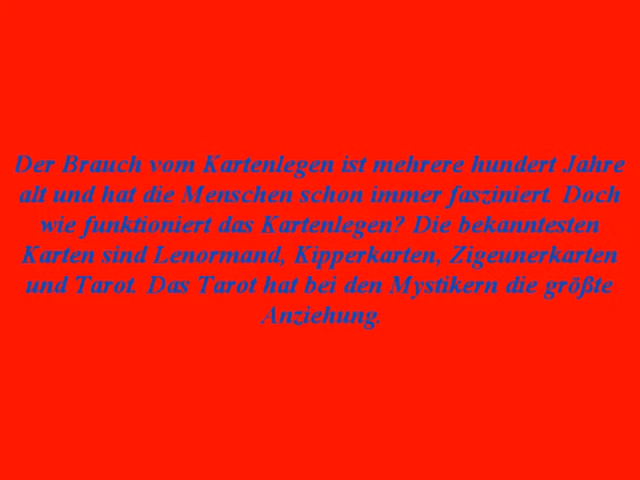 Der Brauch vom Kartenlegen ist mehrere hundert Jahre
alt und hat die Menschen schon immer fasziniert. Doch
wie funktioniert das Kartenlegen? Die bekanntesten
Karten sind Lenormand, Kipperkarten, Zigeunerkarten
und Tarot. Das Tarot hat bei den Mystikern die größte
Anziehung.